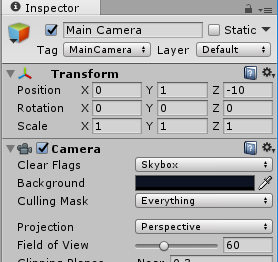 Inspector
Main Camera Static
Tag MainCamera Layer Default
Transform
Position X 0 Y 1 Z -10
Rotation X 0 Y 0 Z 0
Scale X 1 Y 1 Z 1
Camera
Clear Flags Skybox
Background
Culling Mask Everything
Projection Perspective
Field of View 60
Clipping Planes Near 0.3